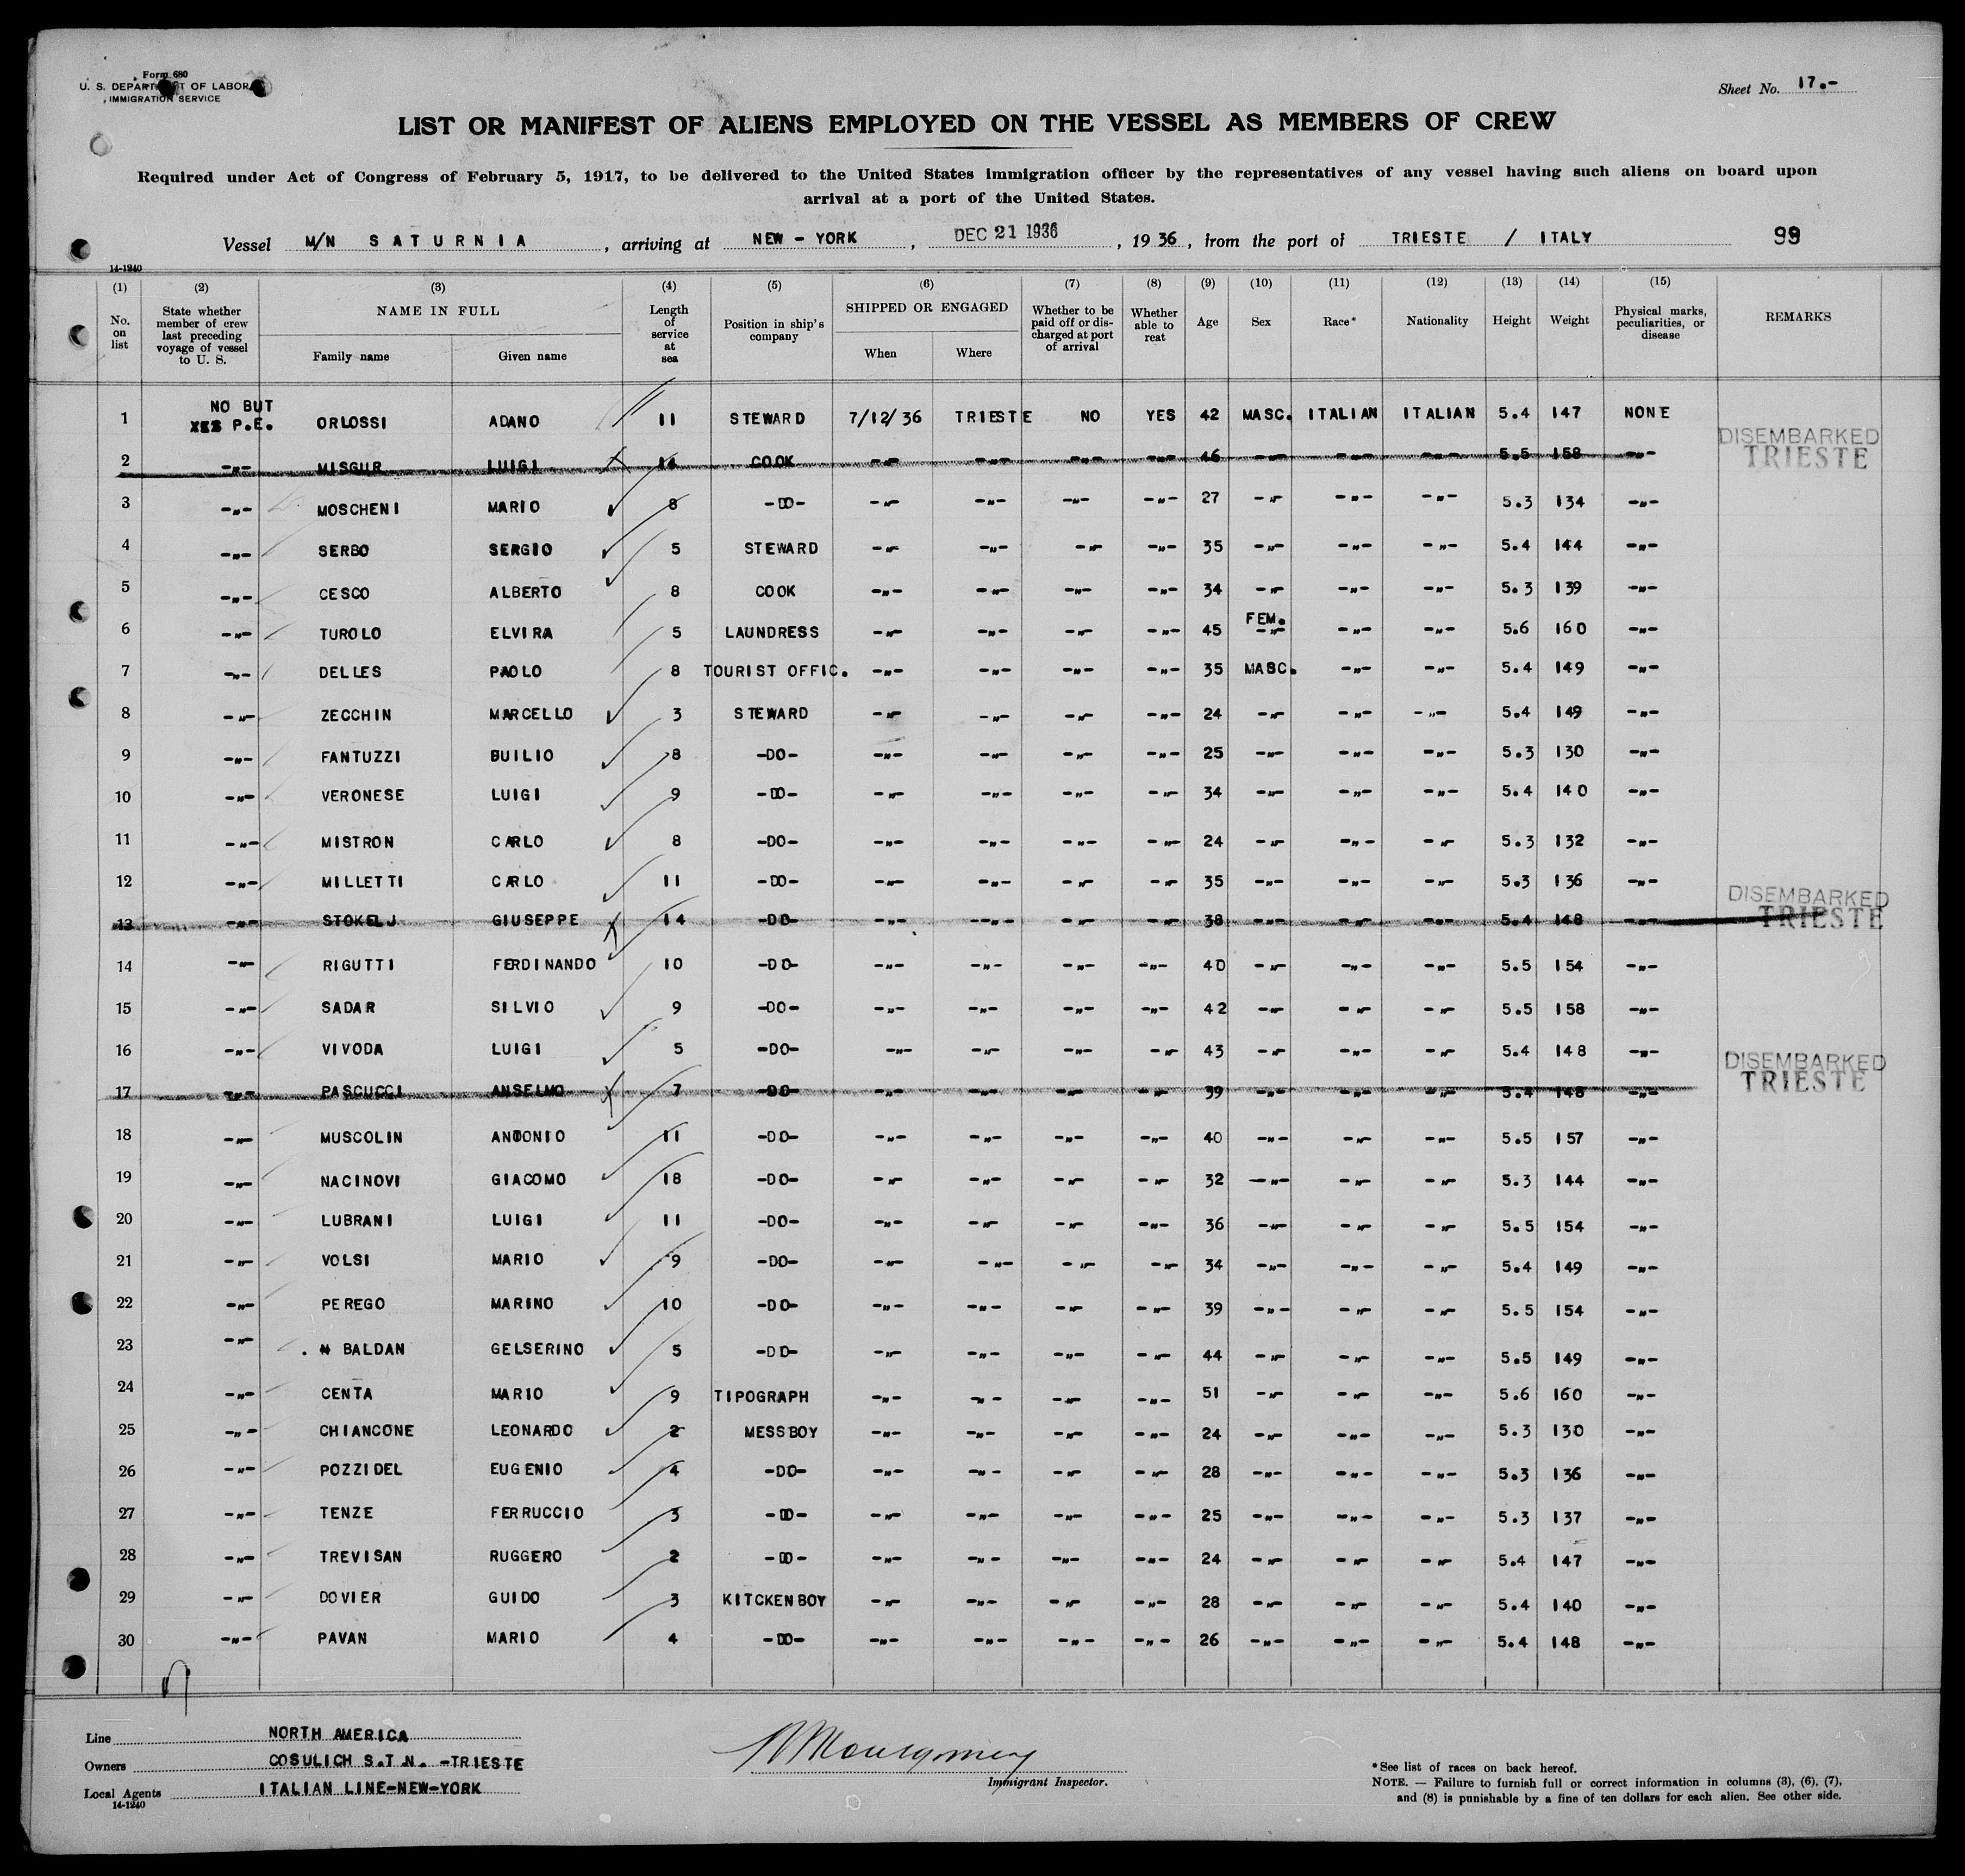 Form 680
U. S. DEPARTMENT OF LABOR
IMMIGRATION SERVICE
Sheet No. 17.-
LIST OR MANIFEST OF ALIENS EMPLOYED ON THE VESSEL AS MEMBERS OF CREW
Required under Act of Congress of February 5, 1917, to be delivered to the United States immigration officer by the representatives of any vessel having such aliens on board upon
arrival at a port of the United States.
Vessel M/N SATURNIA, arriving at NEW-YORK, DEC 21 1936, 1936, from the port of TRIESTE / ITALY 99
14-1240
(1) No. on list (2) State whether member of crew last preceding voyage of vessel to U. S. (3) NAME IN FULL Family name Given name (4) Length of service at sea (5) Position in ship's company (6) SHIPPED OR ENGAGED When Where (7) Whether to be paid off or discharged at port of arrival (8) Whether able to reat (9) Age (10) Sex (11) Race* (12) Nationality (13) Height (14) Weight (15) Physical marks, peculiarities, or disease REMARKS
1 NO BUT P.E. ORLOSSI ADANO 11 STEWARD 7/12/36 TRIESTE NO YES 42 MASC. ITALIAN ITALIAN 5.4 147 NONE
2 -"- MISGUR LUIGI 14 COOK -"- -"- -"- -"- 46 -"- -"- -"- 5.5 158 -"- DISEMBARKED TRIESTE
3 -"- MOSCHENI MARIO 8 -DO- -"- -"- -"- -"- 27 -"- -"- -"- 5.3 134 -"-
4 -"- SERBO SERGIO 5 STEWARD -"- -"- -"- -"- 35 -"- -"- -"- 5.4 144 -"-
5 -"- CESCO ALBERTO 8 COOK -"- -"- -"- -"- 34 -"- -"- -"- 5.3 139 -"-
6 -"- TUROLO ELVIRA 5 LAUNDRESS -"- -"- -"- -"- 45 FEM. -"- -"- -"- 5.6 160 -"-
7 -"- DELLES PAOLO 8 TOURIST OFFIC. -"- -"- -"- -"- 35 MASC. -"- -"- 5.4 149 -"-
8 -"- ZECCHIN MARCELLO 3 STEWARD -"- -"- -"- -"- 24 -"- -"- -"- 5.4 149 -"-
9 -"- FANTUZZI BUILIO 8 -DO- -"- -"- -"- -"- 25 -"- -"- -"- 5.3 130 -"-
10 -"- VERONESE LUIGI 9 -DO- -"- -"- -"- -"- 34 -"- -"- -"- 5.4 140 -"-
11 -"- MISTRON CARLO 8 -DO- -"- -"- -"- -"- 24 -"- -"- -"- 5.3 132 -"-
12 -"- MILLETTI CARLO 11 -DO- -"- -"- -"- -"- 35 -"- -"- -"- 5.3 136 -"-
13 -"- STOKELJ GIUSEPPE 14 -DO- -"- -"- -"- -"- 38 -"- -"- -"- 5.4 148 -"- DISEMBARKED TRIESTE
14 -"- RIGUTTI FERDINANDO 10 -DO- -"- -"- -"- -"- 40 -"- -"- -"- 5.5 154 -"-
15 -"- SADAR SILVIO 9 -DO- -"- -"- -"- -"- 42 -"- -"- -"- 5.5 158 -"-
16 -"- VIVODA LUIGI 5 -DO- -"- -"- -"- -"- 43 -"- -"- -"- 5.4 148 -"-
17 -"- PASCUCCI ANSELMO 7 -DO- -"- -"- -"- -"- 39 -"- -"- -"- 5.4 148 -"- DISEMBARKED TRIESTE
18 -"- MUSCOLIN ANTONIO 11 -DO- -"- -"- -"- -"- 40 -"- -"- -"- 5.5 157 -"-
19 -"- NACINOVI GIACOMO 18 -DO- -"- -"- -"- -"- 32 -"- -"- -"- 5.3 144 -"-
20 -"- LUBRANI LUIGI 11 -DO- -"- -"- -"- -"- 36 -"- -"- -"- 5.5 154 -"-
21 -"- VOLSI MARIO 9 -DO- -"- -"- -"- -"- 34 -"- -"- -"- 5.4 149 -"-
22 -"- PEREGO MARINO 10 -DO- -"- -"- -"- -"- 39 -"- -"- -"- 5.5 154 -"-
23 -"- BALDAN GELSERINO 5 -DO- -"- -"- -"- -"- 44 -"- -"- -"- 5.5 149 -"-
24 -"- CENTA MARIO 9 TIPOGRAPH -"- -"- -"- -"- 51 -"- -"- -"- 5.6 160 -"-
25 -"- CHIANCONE LEONARDO 2 MESSBOY -"- -"- -"- -"- 24 -"- -"- -"- 5.3 130 -"-
26 -"- POZZIDEL EUGENIO 4 -DO- -"- -"- -"- -"- 28 -"- -"- -"- 5.3 136 -"-
27 -"- TENZE FERRUCCIO 3 -DO- -"- -"- -"- -"- 25 -"- -"- -"- 5.3 137 -"-
28 -"- TREVISAN RUGGERO 2 -DO- -"- -"- -"- -"- 24 -"- -"- -"- 5.4 147 -"-
29 -"- DOVIER GUIDO 3 KITCKENBOY -"- -"- -"- -"- 28 -"- -"- -"- 5.4 140 -"-
30 -"- PAVAN MARIO 4 -DO- -"- -"- -"- -"- 26 -"- -"- -"- 5.4 148 -"-
Line NORTH AMERICA
Owners COSULICH S.T.N. -TRIESTE
Local Agents ITALIAN LINE-NEW-YORK
14-1240
Montgomery
Immigrant Inspector.
*See list of races on back hereof.
NOTE. — Failure to furnish full or correct information in columns (3), (6), (7),
and (8) is punishable by a fine of ten dollars for each alien. See other side.